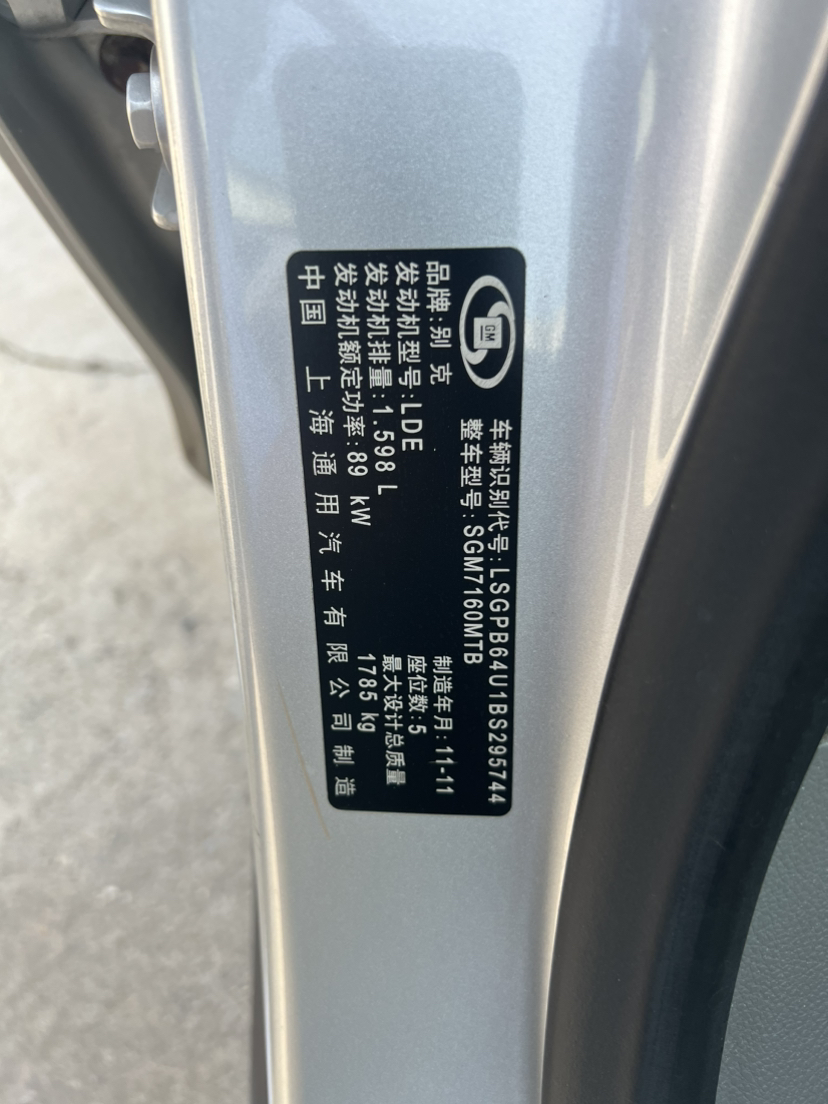 GM
车辆识别代号:LSGPB64U1BS295744
整车型号:SGM7160MTB
品牌:别克
制造年月:11-11
发动机型号:LDE
座位数:5
发动机排量:1.598 L
最大设计总质量
发动机额定功率:89 kW
1785 kg
中国 上海通用汽车有限公司制造